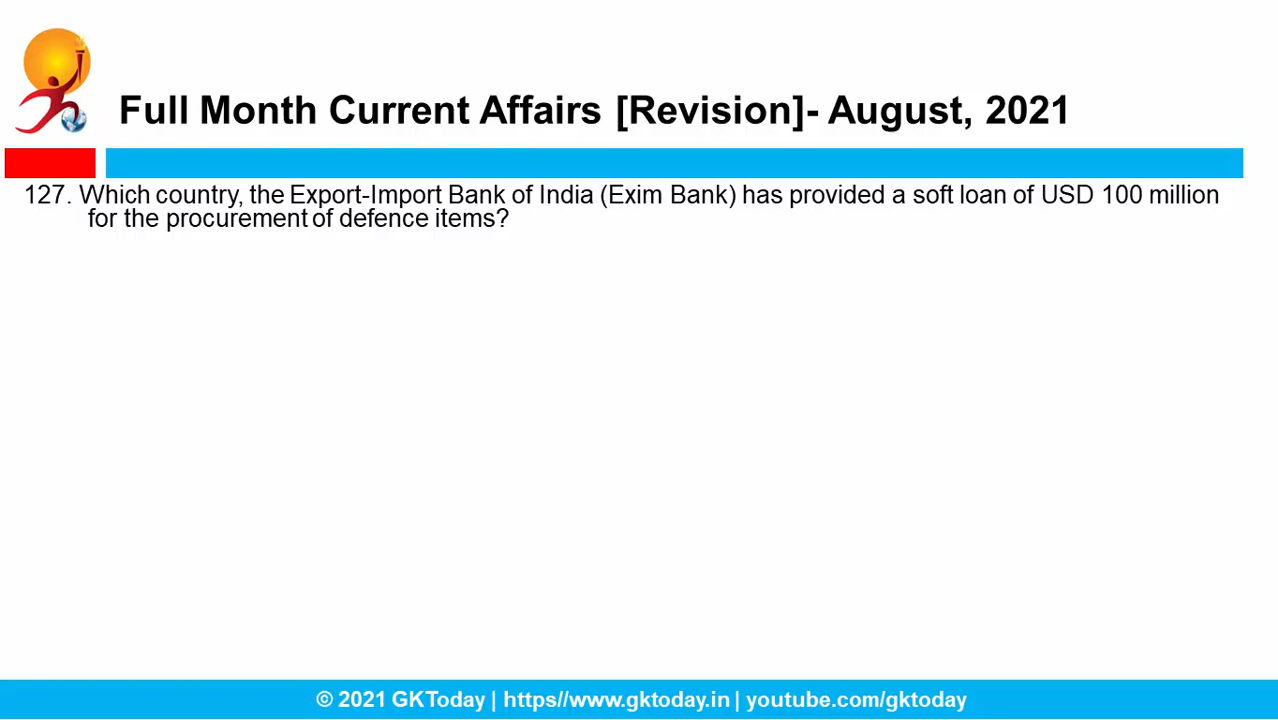 Full Month Current Affairs [Revision]- August, 2021
127. Which country, the Export-Import Bank of India (Exim Bank) has provided a soft loan of USD 100 million
for the procurement of defence items?
© 2021 GKToday | https//www.gktoday.in | youtube.com/gktoday